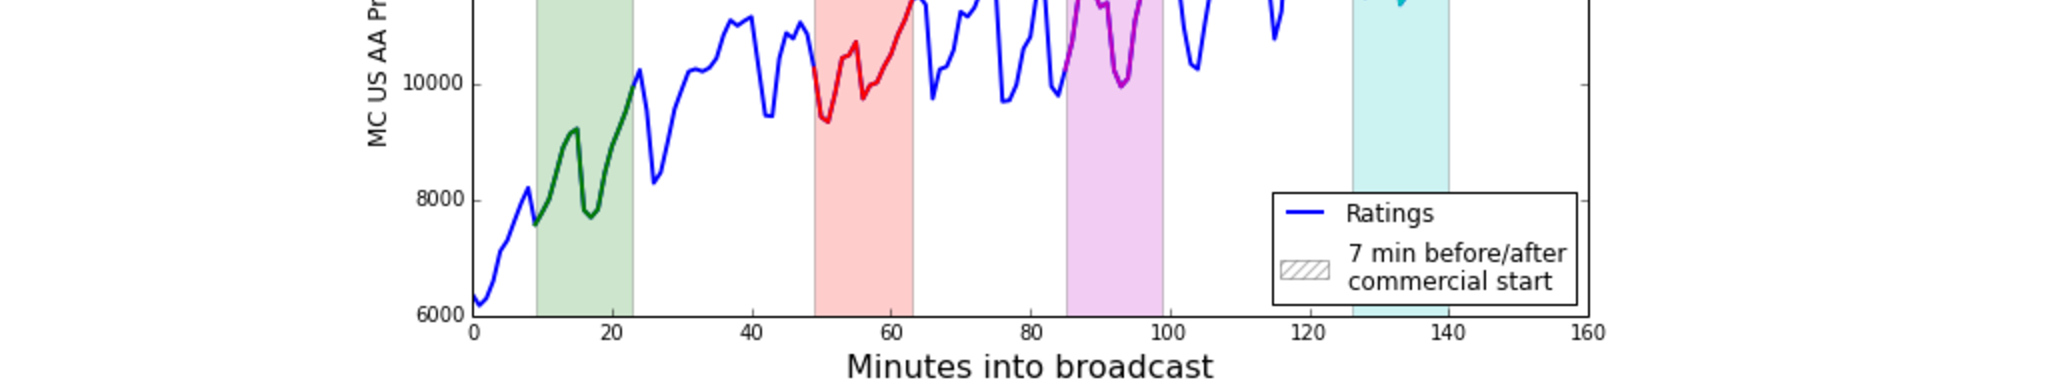 MC US AA
10000
8000
6000
0 20 40 60 80 100 120 140 160
Minutes into broadcast
Ratings
7 min before/after
commercial start